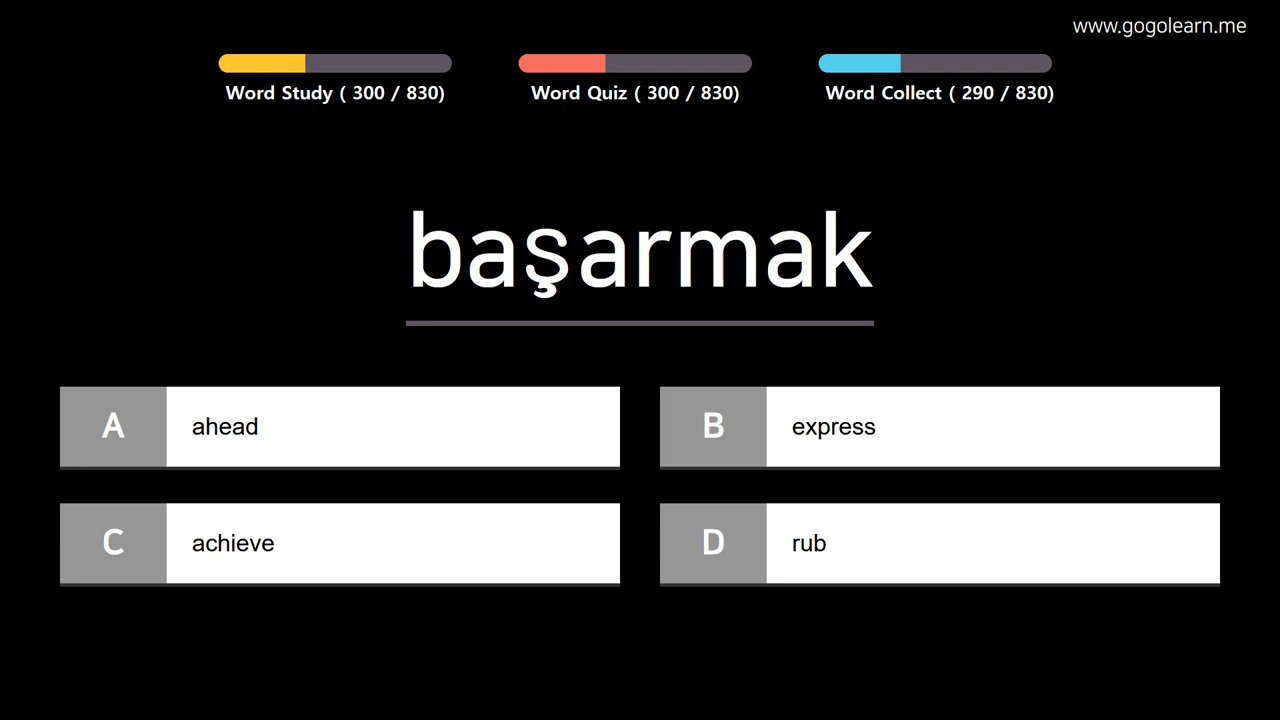 www.gogolearn.me
Word Study ( 300 / 830)
Word Quiz ( 300 / 830)
Word Collect ( 290 / 830)
başarmak
A ahead
B express
C achieve
D rub